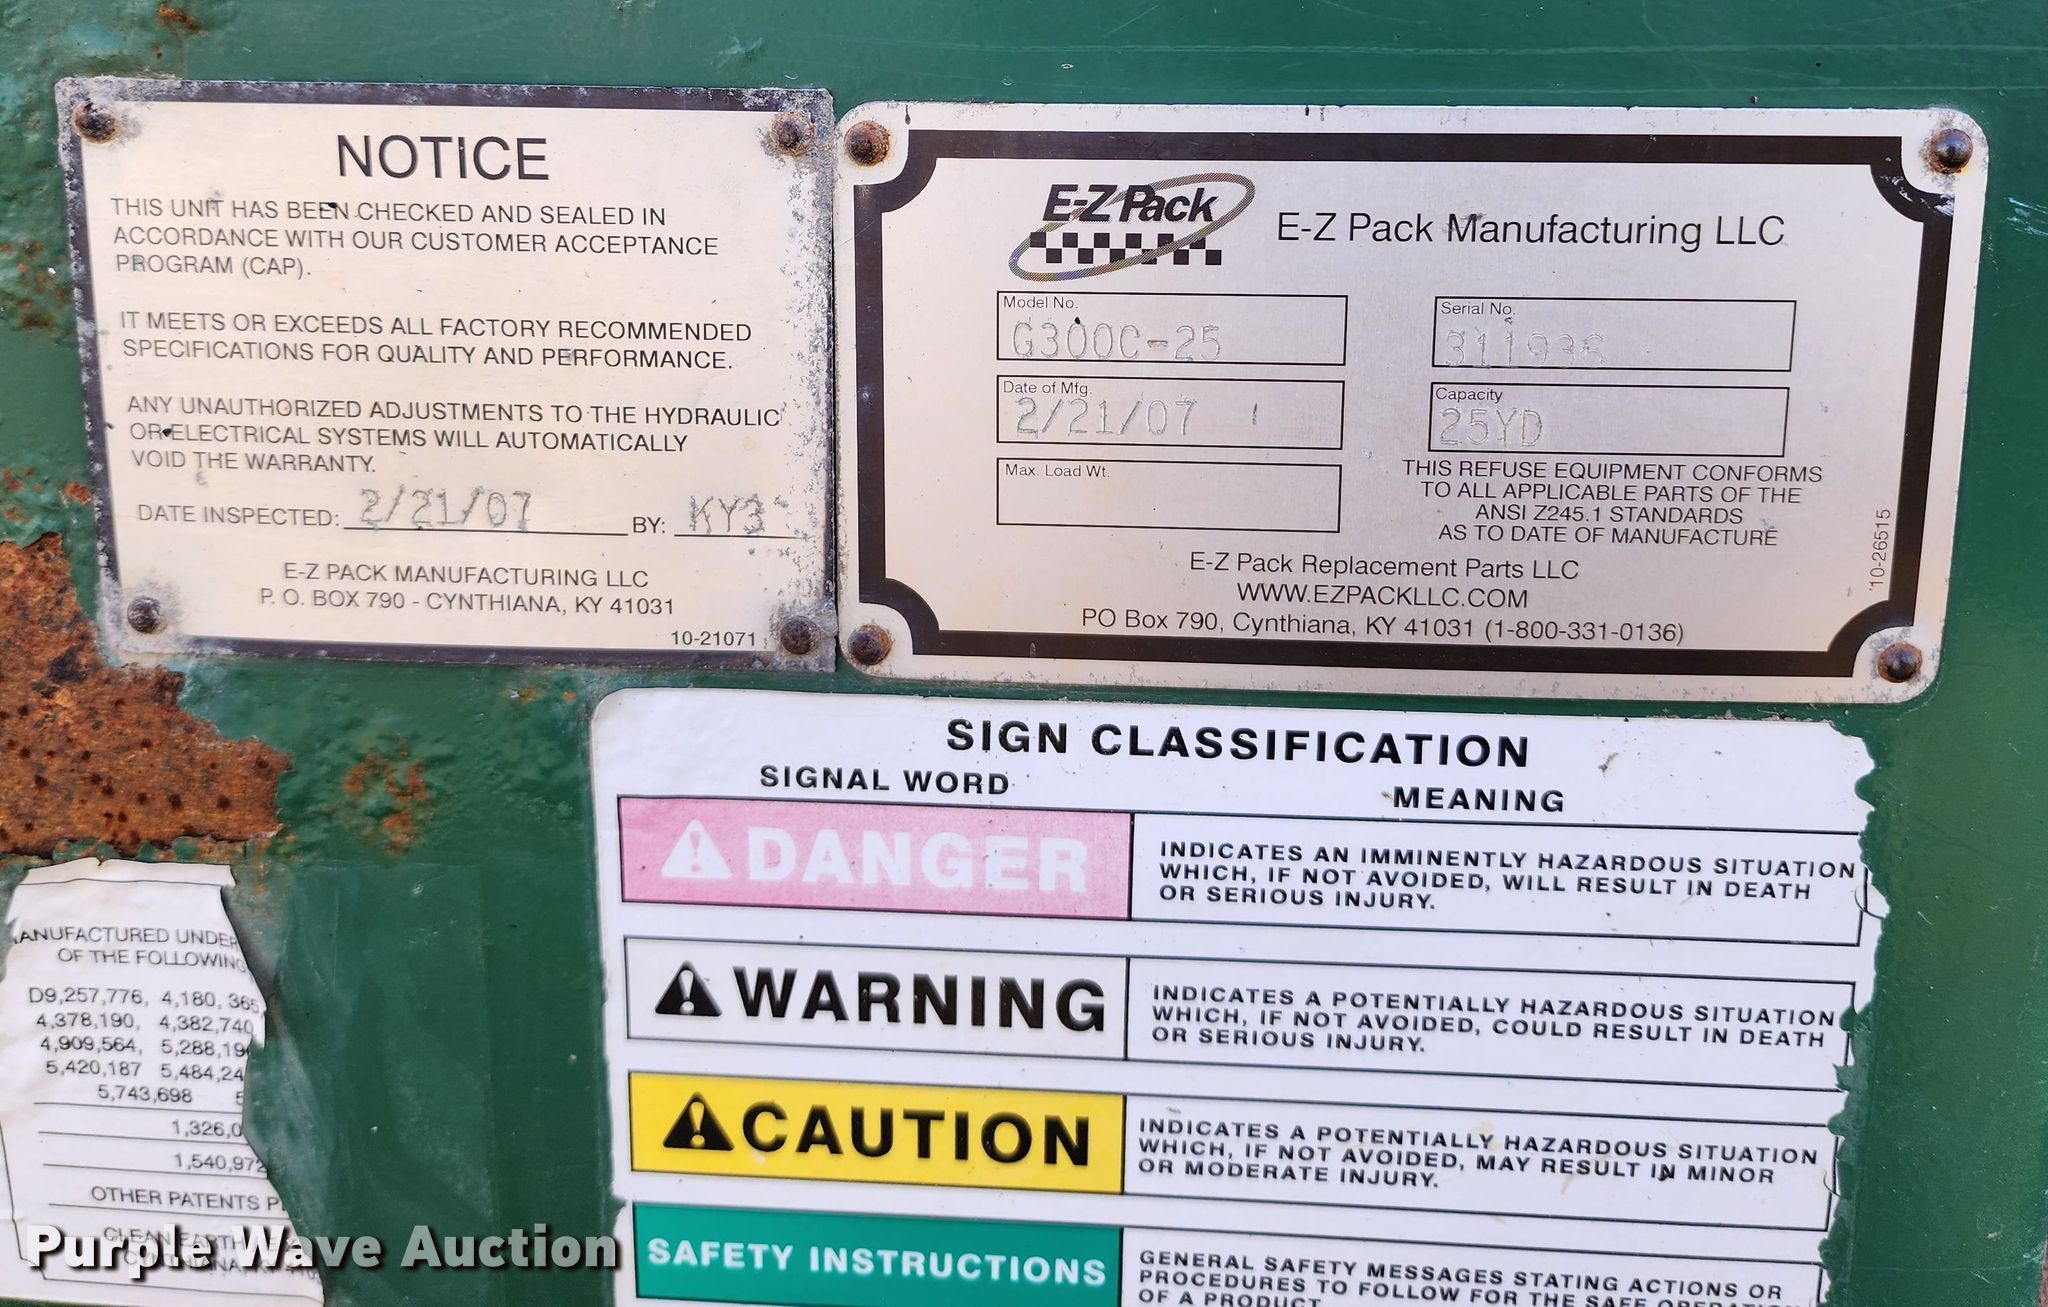 NOTICE
THIS UNIT HAS BEEN CHECKED AND SEALED IN
ACCORDANCE WITH OUR CUSTOMER ACCEPTANCE
PROGRAM (CAP).
IT MEETS OR EXCEEDS ALL FACTORY RECOMMENDED
SPECIFICATIONS FOR QUALITY AND PERFORMANCE.
ANY UNAUTHORIZED ADJUSTMENTS TO THE HYDRAULIC
OR ELECTRICAL SYSTEMS WILL AUTOMATICALLY
VOID THE WARRANTY.
DATE INSPECTED: 2/21/07 BY: KY3
E-Z PACK MANUFACTURING LLC
P. O. BOX 790 - CYNTHIANA, KY 41031
10-21071
E-Z Pack
E-Z Pack Manufacturing LLC
Model No.
G300C-25
Serial No.
311936
Date of Mfg.
2/21/07
Capacity
25YD
Max. Load Wt.
THIS REFUSE EQUIPMENT CONFORMS
TO ALL APPLICABLE PARTS OF THE
ANSI Z245.1 STANDARDS
AS TO DATE OF MANUFACTURE
10-26515
E-Z Pack Replacement Parts LLC
WWW.EZPACKLLC.COM
PO Box 790, Cynthiana, KY 41031 (1-800-331-0136)
SIGN CLASSIFICATION
SIGNAL WORD MEANING
DANGER
INDICATES AN IMMINENTLY HAZARDOUS SITUATION
WHICH, IF NOT AVOIDED, WILL RESULT IN DEATH
OR SERIOUS INJURY.
WARNING
INDICATES A POTENTIALLY HAZARDOUS SITUATION
WHICH, IF NOT AVOIDED, COULD RESULT IN DEATH
OR SERIOUS INJURY.
CAUTION
INDICATES A POTENTIALLY HAZARDOUS SITUATION
WHICH, IF NOT AVOIDED, MAY RESULT IN MINOR
OR MODERATE INJURY.
SAFETY INSTRUCTIONS
GENERAL SAFETY MESSAGES STATING ACTIONS OR
PROCEDURES TO FOLLOW FOR THE SAFE
OF A PRODUCT
ANUFACTURED UNDER
OF THE FOLLOWING
D9,257,776, 4,180,365
4,378,190, 4,382,740
4,909,564, 5,288,19
5,420,187 5,484,24
5,743,698 5
1,326,0
1,540,972
OTHER PATENTS P
Purple Wave Auction